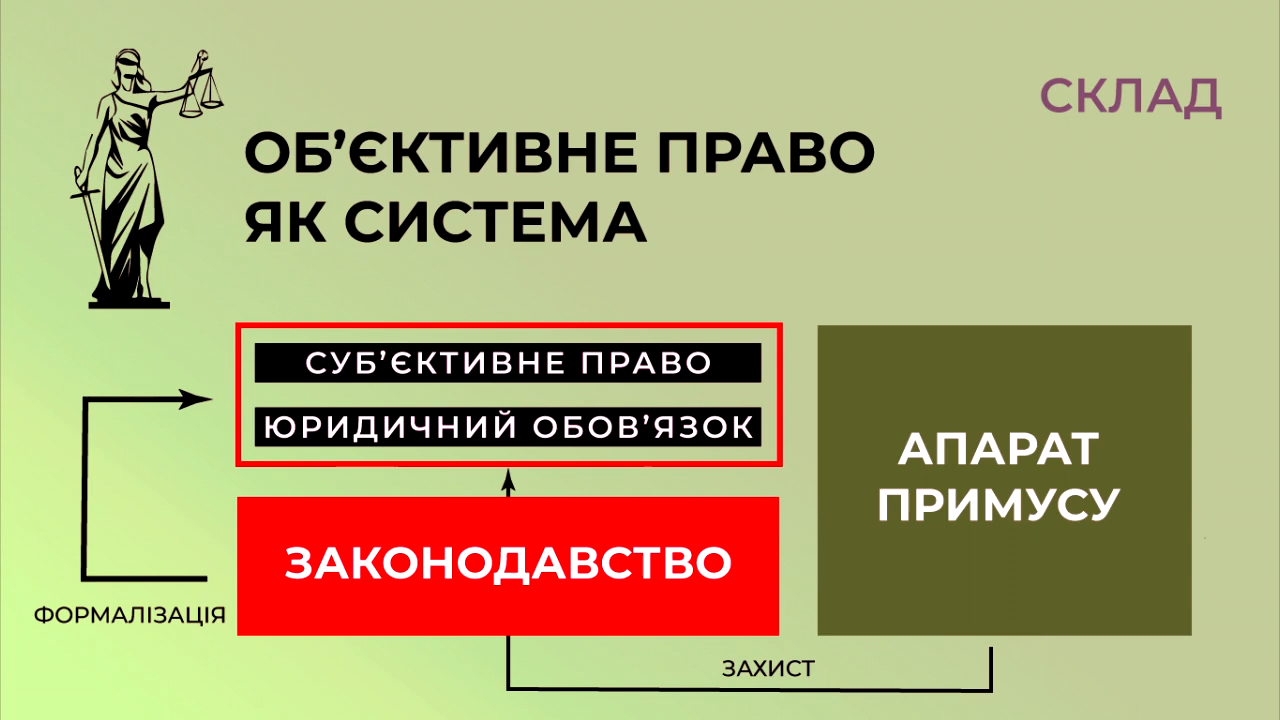 СКЛАД
ОБ’ЄКТИВНЕ ПРАВО
ЯК СИСТЕМА
СУБ’ЄКТИВНЕ ПРАВО
ЮРИДИЧНИЙ ОБОВ’ЯЗОК
ЗАКОНОДАВСТВО
АПАРАТ
ПРИМУСУ
ФОРМАЛІЗАЦІЯ
ЗАХИСТ